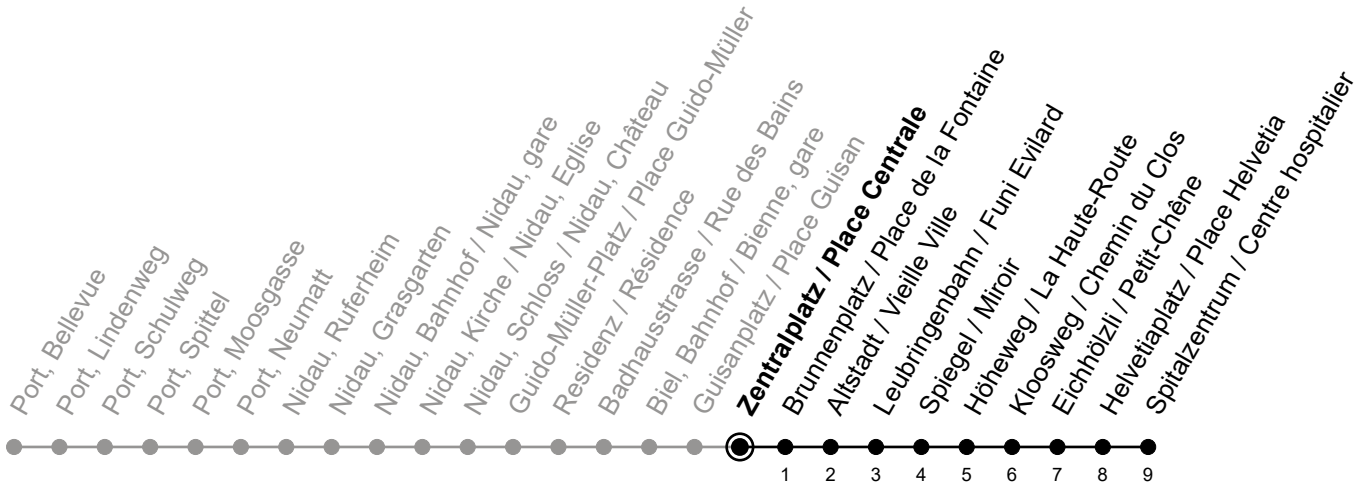 Port, Bellevue
Port, Lindenweg
Port, Schulweg
Port, Spittel
Port, Moosgasse
Port, Neumatt
Nidau, Ruferheim
Nidau, Grasgarten
Nidau, Bahnhof / Nidau, gare
Nidau, Kirche / Nidau, Eglise
Nidau, Schloss / Nidau, Château
Guido-Müller-Platz / Place Guido-Müller
Residenz / Résidence
Badhausstrasse / Rue des Bains
Biel, Bahnhof / Bienne, gare
Guisanplatz / Place Guisan
Zentralplatz / Place Centrale
Brunnenplatz / Place de la Fontaine
Altstadt / Vieille Ville
Leubringenbahn / Funi Evilard
Spiegel / Miroir
Höheweg / La Haute-Route
Kloosweg / Chemin du Clos
Eichhölzli / Petit-Chêne
Helvetiaplatz / Place Helvetia
Spitalzentrum / Centre hospitalier
1 2 3 4 5 6 7 8 9